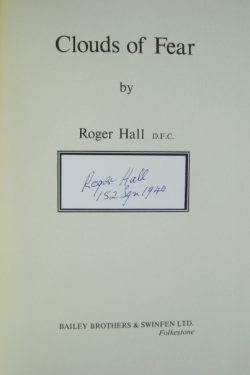 Clouds of Fear
by
Roger Hall D.F.C.
Roger Hall
152 Sqn 1940
BAILEY BROTHERS & SWINFEN LTD.
Folkestone